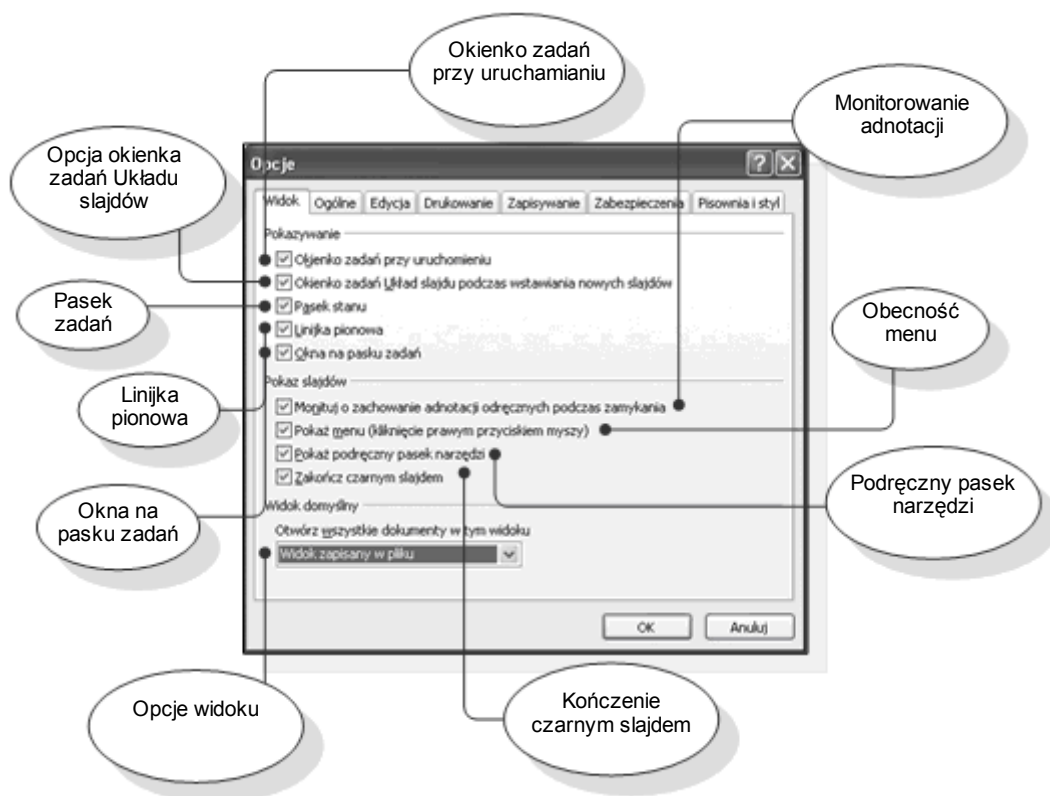 Okienko zadań
przy uruchamianiu
Monitorowanie
adnotacji
Opcja okienka
zadań Układu
slajdów
Opcje
Widok Ogólne Edycja Drukowanie Zapisywanie Zabezpieczenia Pisownia i styl
Pokazywanie
Okienko zadań przy uruchomieniu
Okienko zadań Układ slajdu podczas wstawiania nowych slajdów
Pasek
zadań
Pasek stanu
Linijka pionowa
Okna na pasku zadań
Obecność
menu
Linijka
pionowa
Pokaz slajdów
Monituj o zachowanie adnotacji odręcznych podczas zamykania
Pokaż menu (kliknięcie prawym przyciskiem myszy)
Pokaż podręczny pasek narzędzi
Zakończ czarnym slajdem
Podręczny pasek
narzędzi
Okna na
pasku zadań
Widok domyślny
Otwórz wszystkie dokumenty w tym widoku
Widok zapisany w pliku
OK Anuluj
Opcje widoku
Kończenie
czarnym slajdem